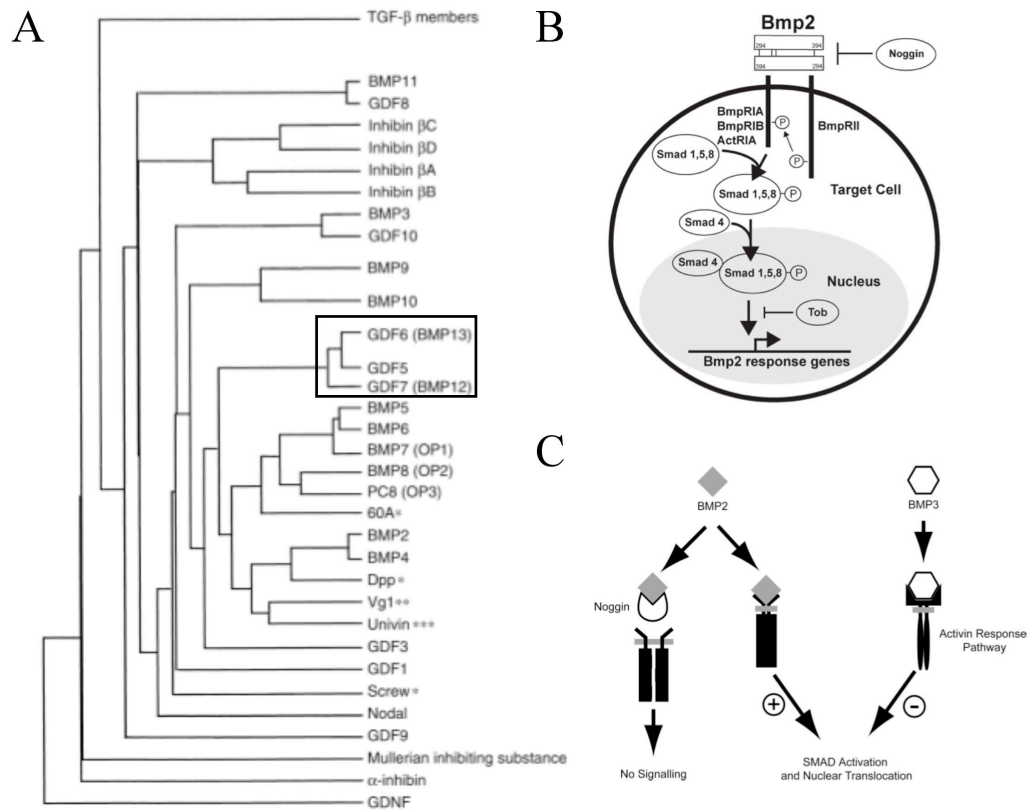 A
TGF-β members
BMP11
GDF8
Inhibin βC
Inhibin βD
Inhibin βA
Inhibin βB
BMP3
GDF10
BMP9
BMP10
GDF6 (BMP13)
GDF5
GDF7 (BMP12)
BMP5
BMP6
BMP7 (OP1)
BMP8 (OP2)
PC8 (OP3)
60A*
BMP2
BMP4
Dpp*
Vg1**
Univin***
GDF3
GDF1
Screw*
Nodal
GDF9
Mullerian inhibiting substance
α-inhibin
GDNF
B
Bmp2
294 394
394 294
Noggin
BmpRIA
BmpRIB
ActRIA
P
BmpRII
P
Smad 1,5,8
Target Cell
Smad 1,5,8
P
Smad 4
Smad 4
Smad 1,5,8
P
Nucleus
Tob
Bmp2 response genes
C
BMP2
BMP3
Noggin
Activin Response
Pathway
+
-
No Signalling
SMAD Activation
and Nuclear Translocation